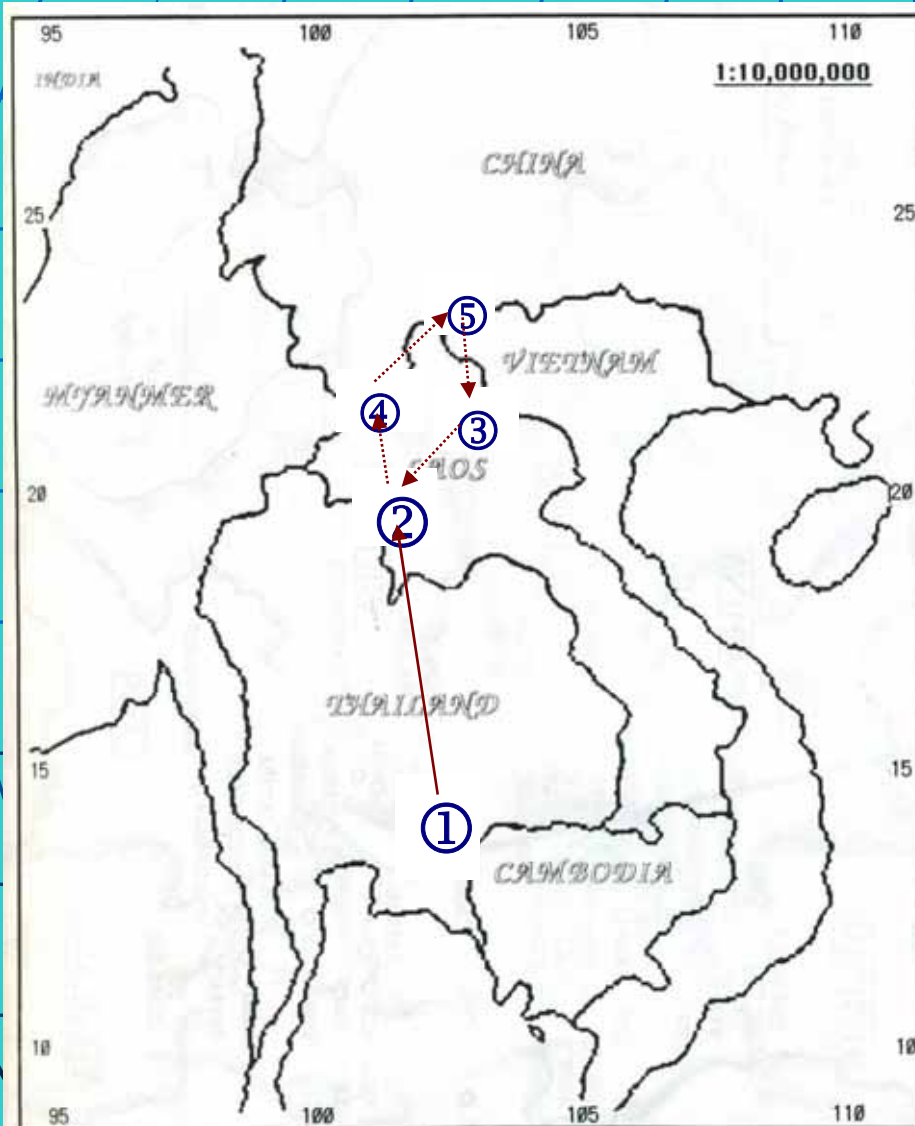 95 100 105 110
1:10,000,000
INDIA
CHINA
25 25
⑤
VIETNAM
MYANMER
④
③
LAOS
20 20
②
THAILAND
15 15
①
CAMBODIA
10 10
95 100 105 110